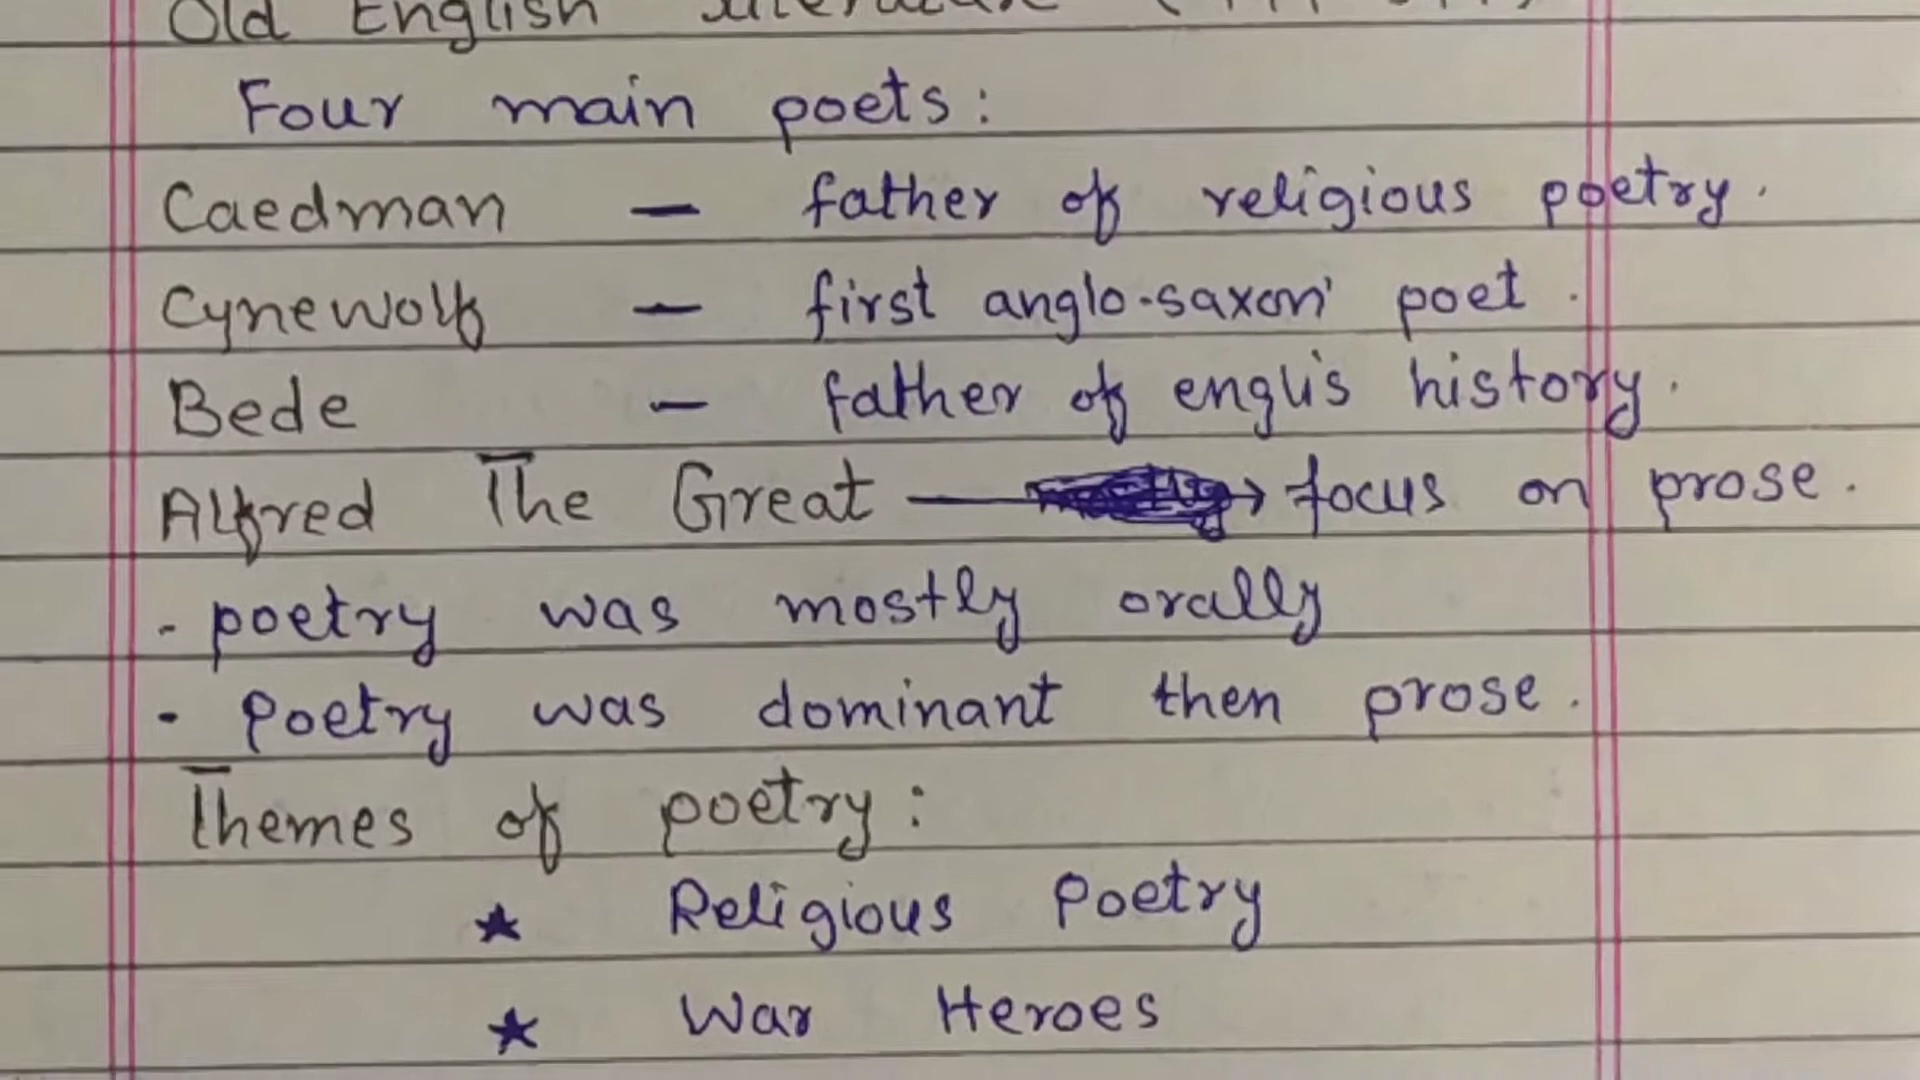 Old English Literature
Four main poets:
Caedman — father of religious poetry.
Cynewolf — first anglo-saxon' poet.
Bede — father of englis history.
Alfred The Great → focus on prose.
- poetry was mostly orally
- Poetry was dominant then prose.
Themes of poetry:
★ Religious Poetry
★ War Heroes